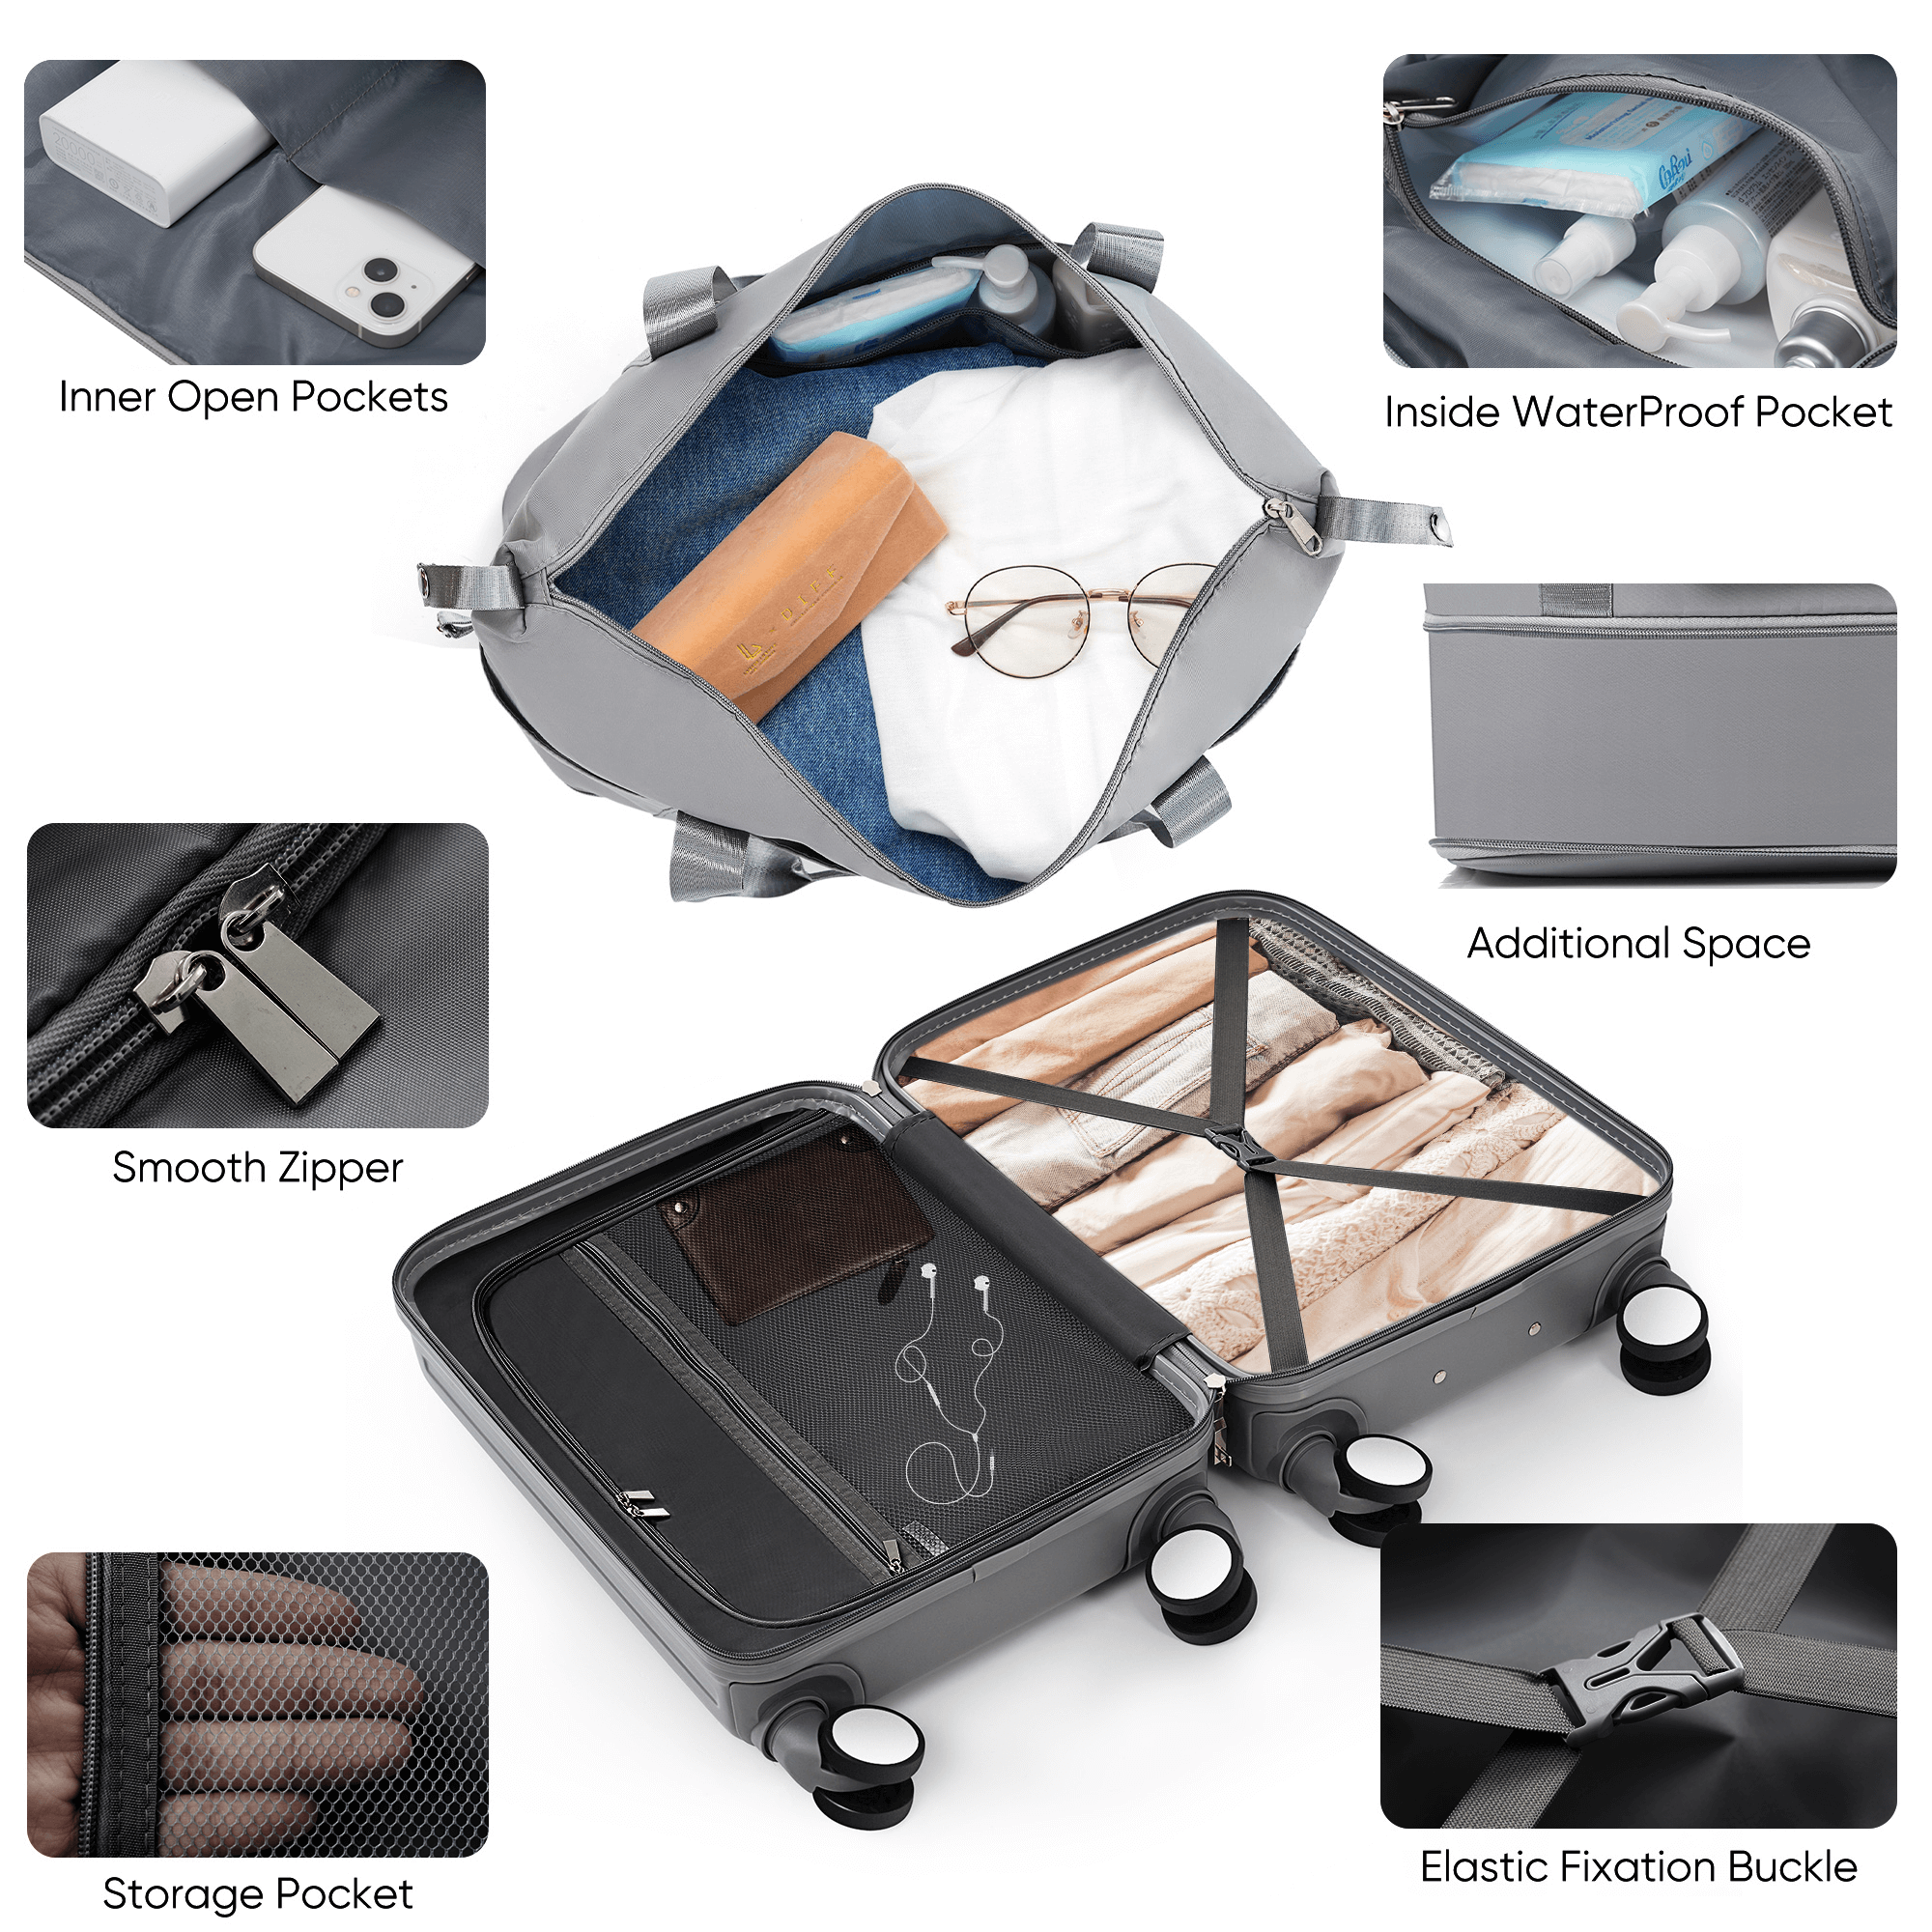 Inner Open Pockets
Inside WaterProof Pocket
Additional Space
Smooth Zipper
Storage Pocket
Elastic Fixation Buckle